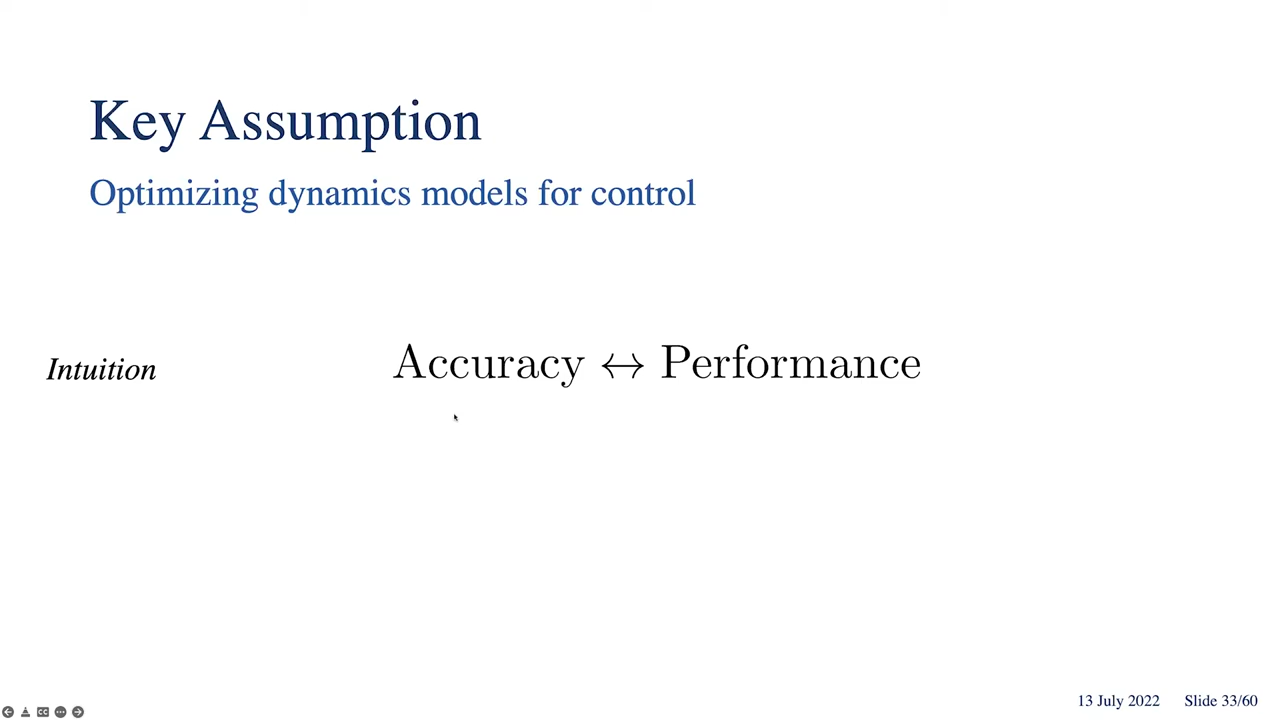 Key Assumption
Optimizing dynamics models for control
Intuition Accuracy ↔ Performance
13 July 2022 Slide 33/60